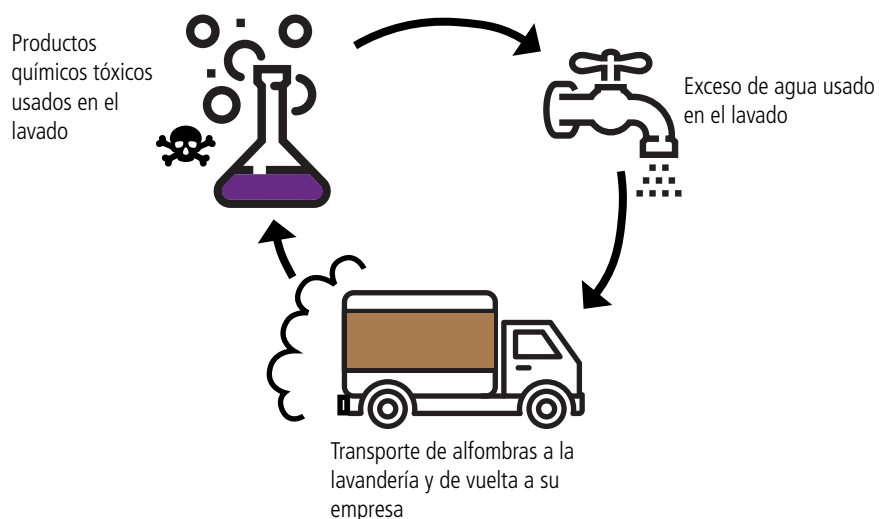 Productos
químicos tóxicos
usados en el
lavado
Exceso de agua usado
en el lavado
Transporte de alfombras a la
lavandería y de vuelta a su
empresa